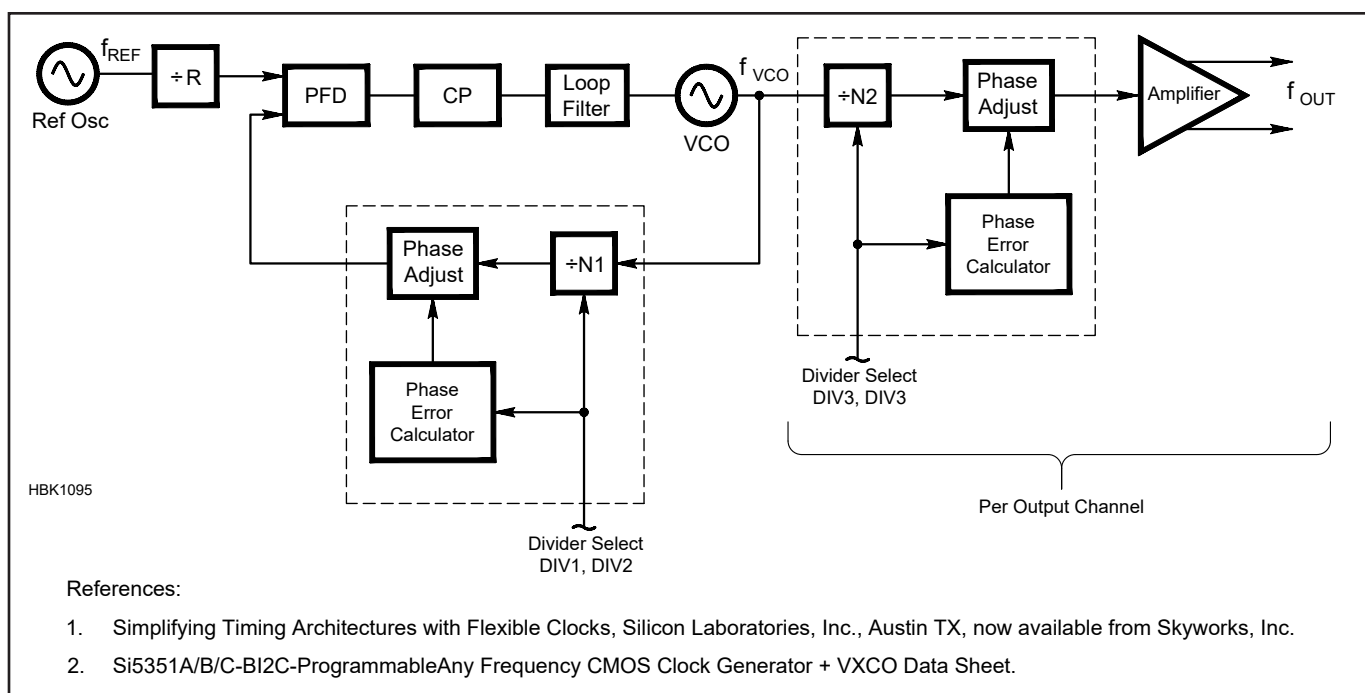 fREF
÷R
PFD
CP
Loop
Filter
fVCO
÷N2
Phase
Adjust
Amplifier
fOUT
Ref Osc
VCO
Phase
Adjust
÷N1
Phase
Error
Calculator
Phase
Error
Calculator
Divider Select
DIV3, DIV3
HBK1095
Per Output Channel
Divider Select
DIV1, DIV2
References:
1. Simplifying Timing Architectures with Flexible Clocks, Silicon Laboratories, Inc., Austin TX, now available from Skyworks, Inc.
2. Si5351A/B/C-BI2C-ProgrammableAny Frequency CMOS Clock Generator + VXCO Data Sheet.